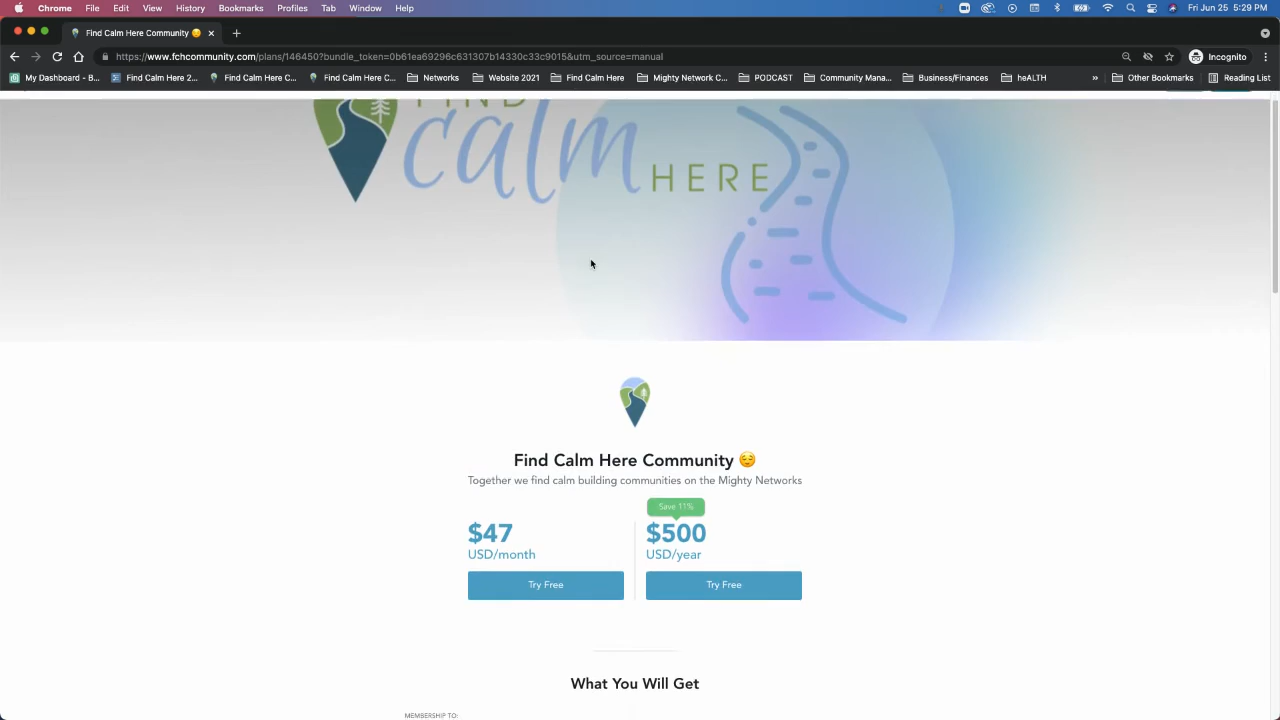 Chrome File Edit View History Bookmarks Profiles Tab Window Help Fri Jun 25 5:29 PM
Find Calm Here Community 😌
https://www.fchcommunity.com/plans/146450?bundle_token=0b61ea69296c631307b14330c33c9015&utm_source=manual Incognito
My Dashboard - B... Find Calm Here 2... Find Calm Here C... Find Calm Here C... Networks Website 2021 Find Calm Here Mighty Network C... PODCAST Community Mana... Business/Finances heALTH » Other Bookmarks Reading List
FIND
calm HERE
Find Calm Here Community 😌
Together we find calm building communities on the Mighty Networks
Save 11%
$47 $500
USD/month USD/year
Try Free Try Free
What You Will Get
MEMBERSHIP TO: